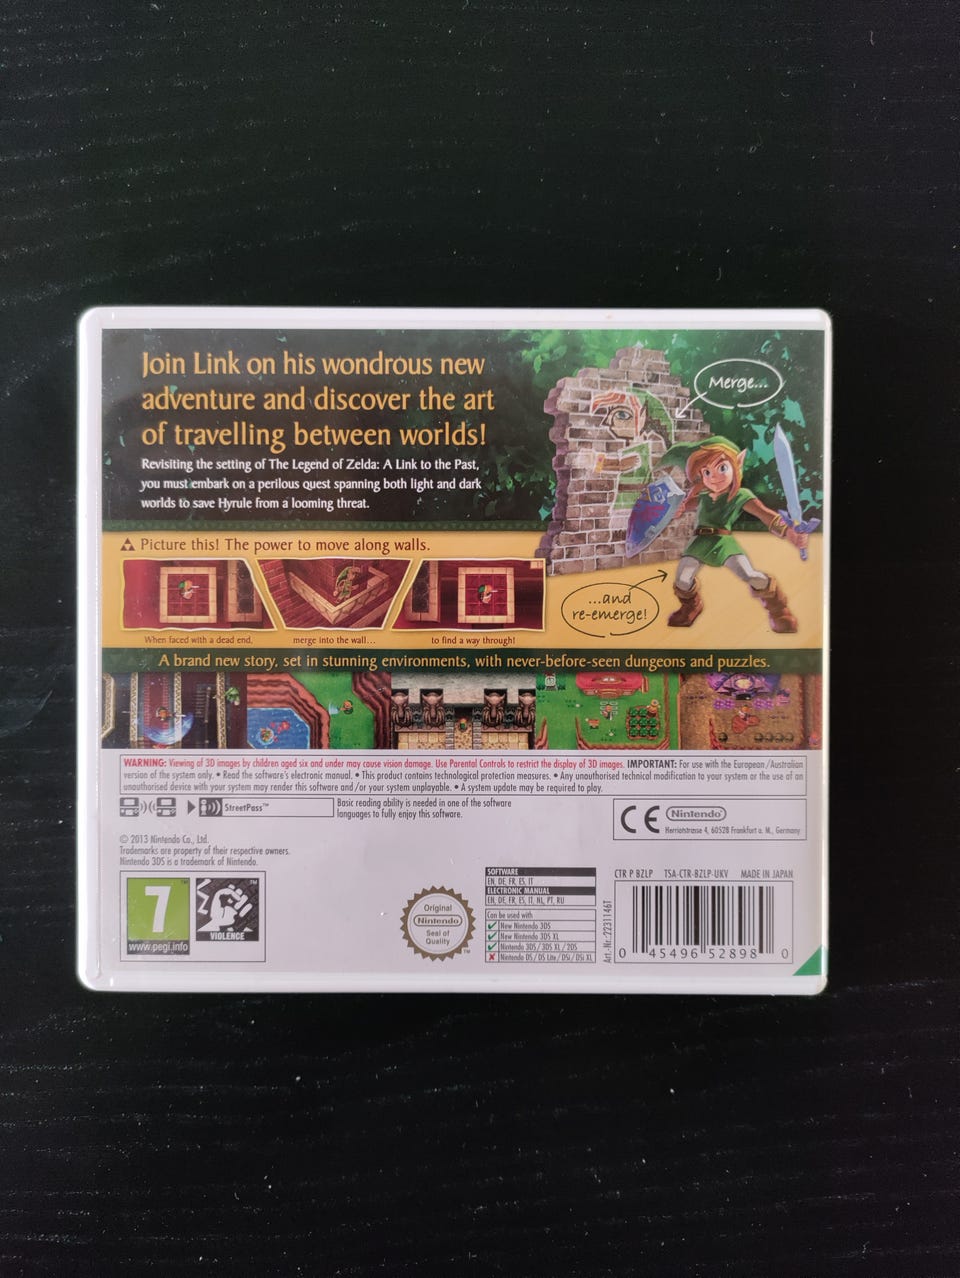 Join Link on his wondrous new
adventure and discover the art
of travelling between worlds!
Revisiting the setting of The Legend of Zelda: A Link to the Past,
you must embark on a perilous quest spanning both light and dark
worlds to save Hyrule from a looming threat.
Merge...
...and
re-emerge!
Picture this! The power to move along walls.
When faced with a dead end,
merge into the wall...
to find a way through!
A brand new story, set in stunning environments, with never-before-seen dungeons and puzzles.
WARNING: Viewing of 3D images by children aged six and under may cause vision damage. Use Parental Controls to restrict the display of 3D images. IMPORTANT: For use with the European/Australian
version of the system only. • Read the software's electronic manual. • This product contains technological protection measures. • Any unauthorised technical modification to your system or the use of an
unauthorised device with your system may render this software and/or your system unplayable. • A system update may be required to play.
StreetPass™
Basic reading ability is needed in one of the software
languages to fully enjoy this software.
CE
Nintendo
Herriotstrasse 4, 60528 Frankfurt a. M., Germany
© 2013 Nintendo Co., Ltd.
Trademarks are property of their respective owners.
Nintendo 3DS is a trademark of Nintendo.
7
www.pegi.info
VIOLENCE
Original
Nintendo
Seal of
Quality
™
SOFTWARE
EN, DE, FR, ES, IT
ELECTRONIC MANUAL
EN, DE, FR, ES, IT, NL, PT, RU
Can be used with
New Nintendo 3DS
New Nintendo 3DS XL
Nintendo 3DS / 3DS XL / 2DS
Nintendo DS / DS Lite / DSi / DSi XL
Art.-Nr.: 2231146T
CTR P BZLP TSA-CTR-BZLP-UKV MADE IN JAPAN
0 45496 52898 0